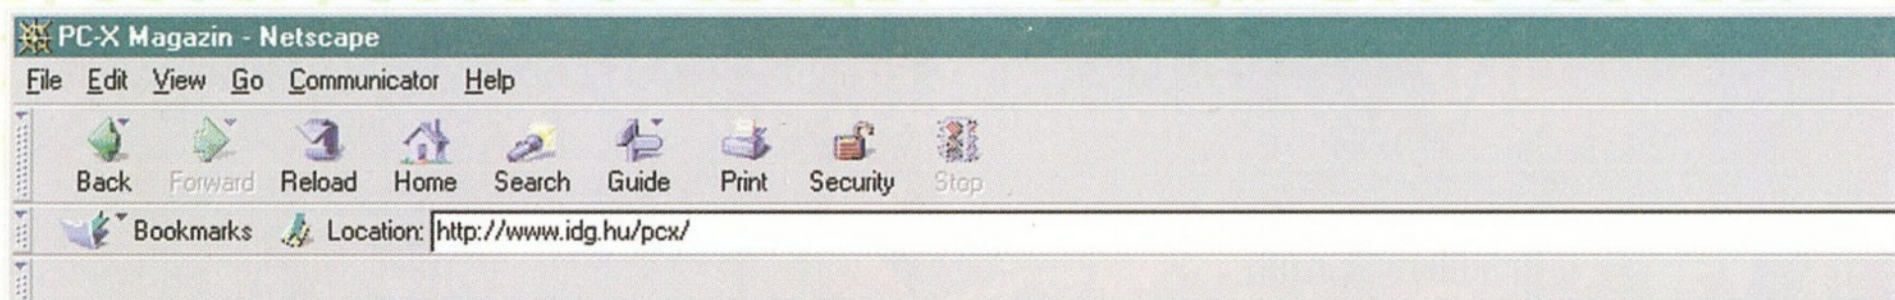 PC-X Magazin - Netscape
File Edit View Go Communicator Help
Back Forward Reload Home Search Guide Print Security Stop
Bookmarks Location: http://www.idg.hu/pcx/